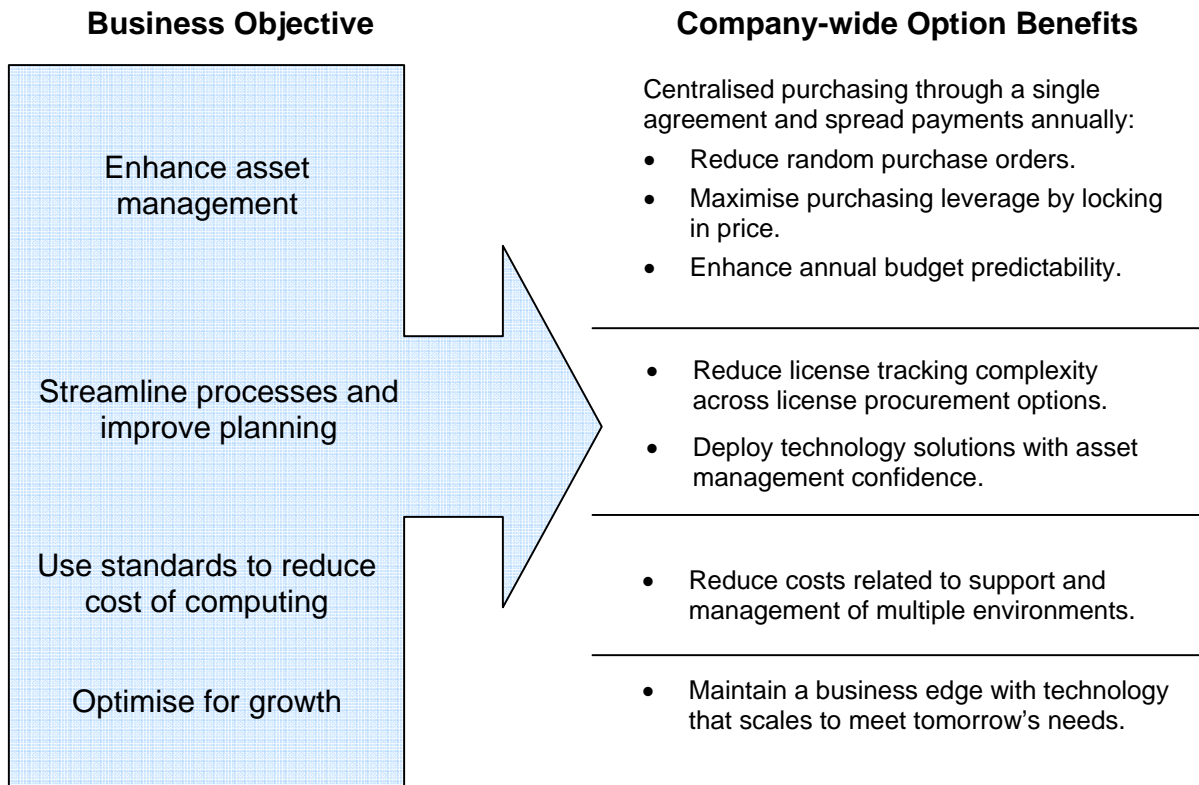 Business Objective
Company-wide Option Benefits
Enhance asset
management
Streamline processes and
improve planning
Use standards to reduce
cost of computing
Optimise for growth
Centralised purchasing through a single
agreement and spread payments annually:
• Reduce random purchase orders.
• Maximise purchasing leverage by locking
in price.
• Enhance annual budget predictability.
• Reduce license tracking complexity
across license procurement options.
• Deploy technology solutions with asset
management confidence.
• Reduce costs related to support and
management of multiple environments.
• Maintain a business edge with technology
that scales to meet tomorrow’s needs.